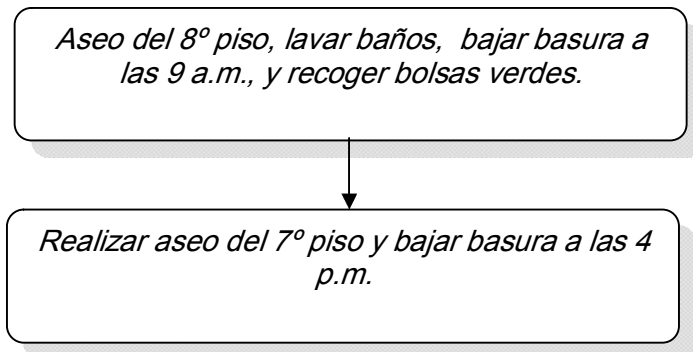 Aseo del 8º piso, lavar baños, bajar basura a
las 9 a.m., y recoger bolsas verdes.
Realizar aseo del 7º piso y bajar basura a las 4
p.m.